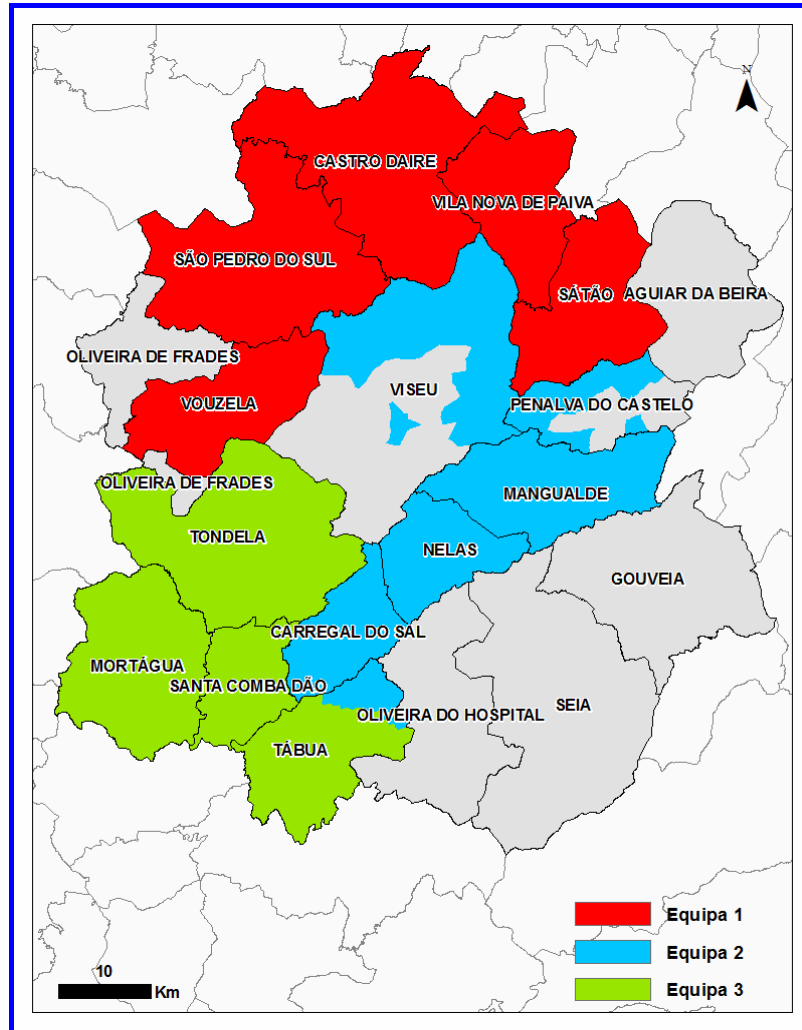 N
CASTRO DAIRE
VILA NOVA DE PAIVA
SÃO PEDRO DO SUL
SÁTÃO
AGUIAR DA BEIRA
OLIVEIRA DE FRADES
VISEU
VOUZELA
PENALVA DO CASTELO
OLIVEIRA DE FRADES
MANGUALDE
TONDELA
NELAS
GOUVEIA
CARREGAL DO SAL
MORTÁGUA
SANTA COMBA DÃO
SEIA
OLIVEIRA DO HOSPITAL
TÁBUA
Equipa 1
Equipa 2
10
Km
Equipa 3